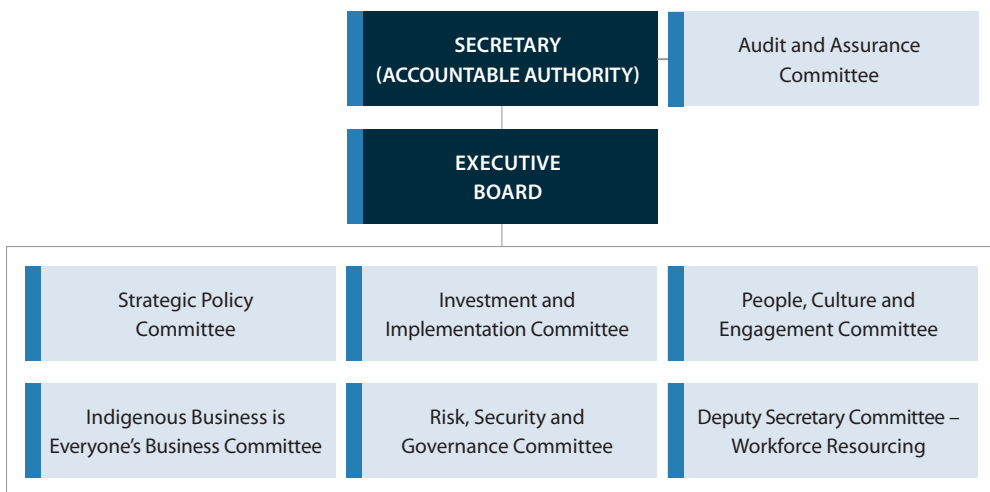 SECRETARY
(ACCOUNTABLE AUTHORITY)
Audit and Assurance
Committee
EXECUTIVE
BOARD
Strategic Policy
Committee
Investment and
Implementation Committee
People, Culture and
Engagement Committee
Indigenous Business is
Everyone’s Business Committee
Risk, Security and
Governance Committee
Deputy Secretary Committee –
Workforce Resourcing